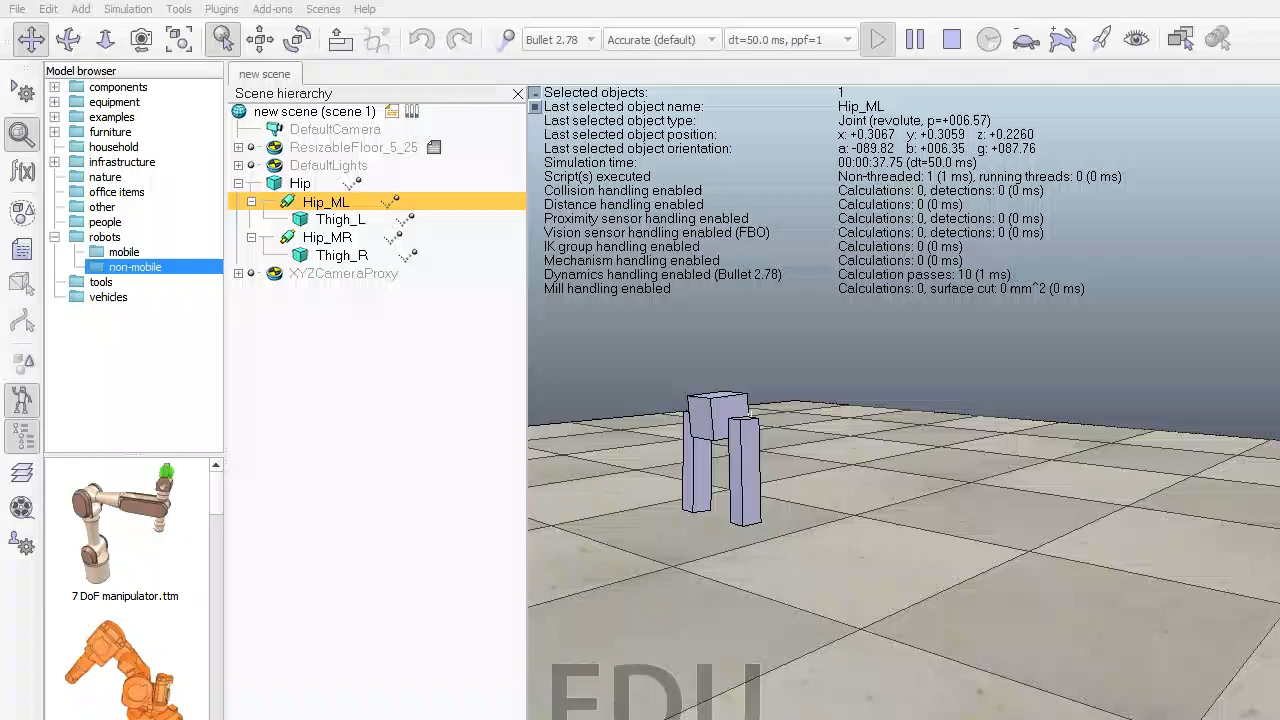 File Edit Add Simulation Tools Plugins Add-ons Scenes Help
Bullet 2.78 Accurate (default) dt=50.0 ms, ppf=1
Model browser
components
equipment
examples
furniture
household
infrastructure
nature
office items
other
people
robots
mobile
non-mobile
tools
vehicles
7 DoF manipulator.ttm
new scene
Scene hierarchy
new scene (scene 1)
DefaultCamera
ResizableFloor_5_25
DefaultLights
Hip
Hip_ML
Thigh_L
Hip_MR
Thigh_R
XYZCameraProxy
Selected objects: 1
Last selected object name: Hip_ML
Last selected object type: Joint (revolute, p=+006.37)
Last selected object position: x: +0.3067 y: +0.3059 z: +0.2260
Last selected object orientation: a: -089.82 b: +006.35 g: +087.76
Simulation time: 00:00:37.75 (dt=50.0 ms)
Script(s) executed Non-threaded: 1 (1 ms), running threads: 0 (0 ms)
Collision handling enabled Calculations: 0, detections: 0 (0 ms)
Distance handling enabled Calculations: 0 (0 ms)
Proximity sensor handling enabled Calculations: 0, detections: 0 (0 ms)
Vision sensor handling enabled (FBO) Calculations: 0, detections: 0 (0 ms)
IK group handling enabled Calculations: 0 (0 ms)
Mechanism handling enabled Calculations: 0 (0 ms)
Dynamics handling enabled (Bullet 2.78) Calculation passes: 10 (1 ms)
Mill handling enabled Calculations: 0, surface cut: 0 mm^2 (0 ms)
EDU